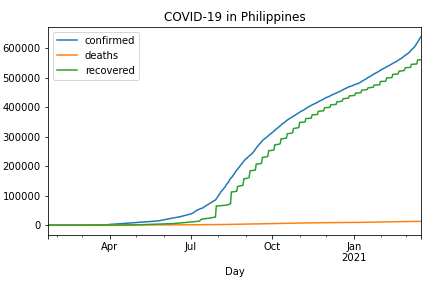 COVID-19 in Philippines
confirmed
deaths
recovered
600000
500000
400000
300000
200000
100000
0
Apr Jul Oct Jan
2021
Day